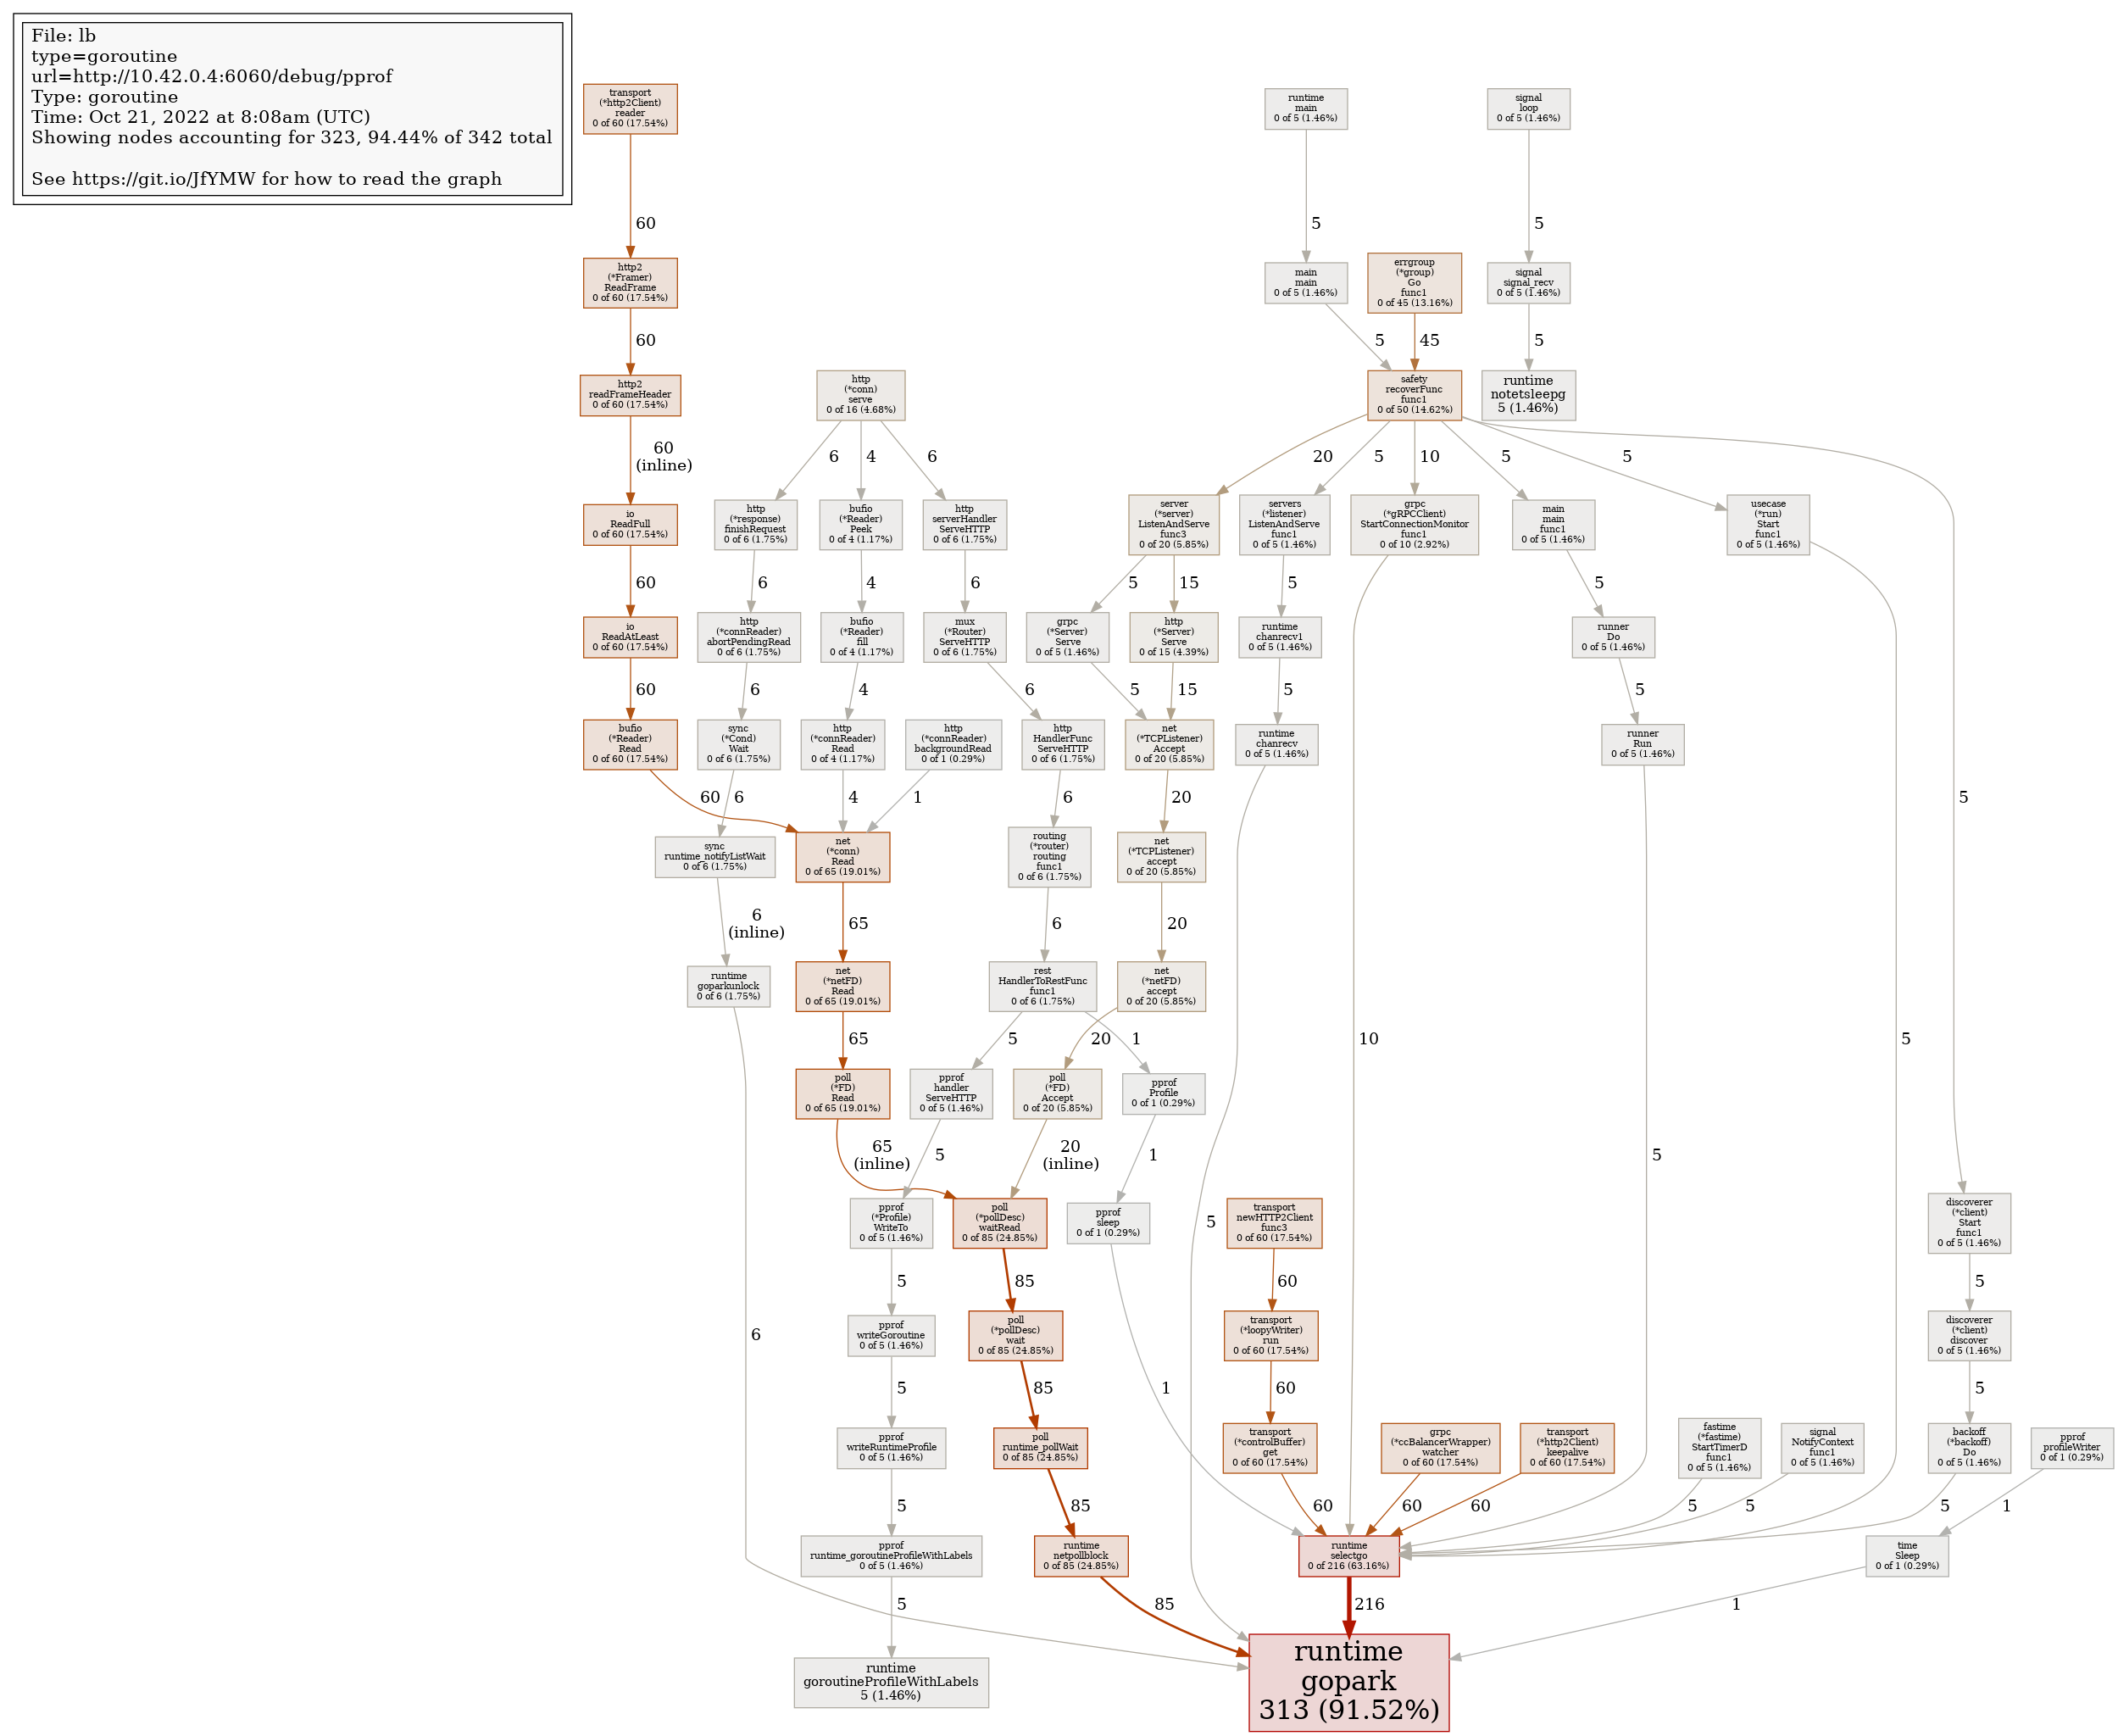 File: lb
type=goroutine
url=http://10.42.0.4:6060/debug/pprof
Type: goroutine
Time: Oct 21, 2022 at 8:08am (UTC)
Showing nodes accounting for 323, 94.44% of 342 total
See https://git.io/JfYMW for how to read the graph
transport
(*http2Client)
reader
0 of 60 (17.54%)
runtime
main
0 of 5 (1.46%)
signal
loop
0 of 5 (1.46%)
60
5
5
http2
(*Framer)
ReadFrame
0 of 60 (17.54%)
main
main
0 of 5 (1.46%)
errgroup
(*group)
Go
func1
0 of 45 (13.16%)
signal
signal_recv
0 of 5 (1.46%)
60
5
45
5
http2
readFrameHeader
0 of 60 (17.54%)
http
(*conn)
serve
0 of 16 (4.68%)
safety
recoverFunc
func1
0 of 50 (14.62%)
runtime
notetsleepg
5 (1.46%)
60
(inline)
6
4
6
20
5
10
5
5
io
ReadFull
0 of 60 (17.54%)
http
(*response)
finishRequest
0 of 6 (1.75%)
bufio
(*Reader)
Peek
0 of 4 (1.17%)
http
serverHandler
ServeHTTP
0 of 6 (1.75%)
server
(*server)
ListenAndServe
func3
0 of 20 (5.85%)
servers
(*listener)
ListenAndServe
func1
0 of 5 (1.46%)
grpc
(*gRPCClient)
StartConnectionMonitor
func1
0 of 10 (2.92%)
main
main
func1
0 of 5 (1.46%)
usecase
(*run)
Start
func1
0 of 5 (1.46%)
60
6
4
6
5
15
5
5
io
ReadAtLeast
0 of 60 (17.54%)
http
(*connReader)
abortPendingRead
0 of 6 (1.75%)
bufio
(*Reader)
fill
0 of 4 (1.17%)
mux
(*Router)
ServeHTTP
0 of 6 (1.75%)
grpc
(*Server)
Serve
0 of 5 (1.46%)
http
(*Server)
Serve
0 of 15 (4.39%)
runtime
chanrecv1
0 of 5 (1.46%)
runner
Do
0 of 5 (1.46%)
60
6
4
6
5
15
5
5
bufio
(*Reader)
Read
0 of 60 (17.54%)
sync
(*Cond)
Wait
0 of 6 (1.75%)
http
(*connReader)
Read
0 of 4 (1.17%)
http
(*connReader)
backgroundRead
0 of 1 (0.29%)
http
HandlerFunc
ServeHTTP
0 of 6 (1.75%)
net
(*TCPListener)
Accept
0 of 20 (5.85%)
runtime
chanrecv
0 of 5 (1.46%)
runner
Run
0 of 5 (1.46%)
60
6
4
1
6
20
5
sync
runtime_notifyListWait
0 of 6 (1.75%)
net
(*conn)
Read
0 of 65 (19.01%)
routing
(*router)
routing
func1
0 of 6 (1.75%)
net
(*TCPListener)
accept
0 of 20 (5.85%)
6
(inline)
65
6
20
runtime
goparkunlock
0 of 6 (1.75%)
net
(*netFD)
Read
0 of 65 (19.01%)
rest
HandlerToRestFunc
func1
0 of 6 (1.75%)
net
(*netFD)
accept
0 of 20 (5.85%)
65
5
20
1
10
5
poll
(*FD)
Read
0 of 65 (19.01%)
pprof
handler
ServeHTTP
0 of 5 (1.46%)
poll
(*FD)
Accept
0 of 20 (5.85%)
pprof
Profile
0 of 1 (0.29%)
65
(inline)
5
20
(inline)
1
5
pprof
(*Profile)
WriteTo
0 of 5 (1.46%)
poll
(*pollDesc)
waitRead
0 of 85 (24.85%)
pprof
sleep
0 of 1 (0.29%)
5
transport
newHTTP2Client
func3
0 of 60 (17.54%)
discoverer
(*client)
Start
func1
0 of 5 (1.46%)
5
85
60
5
6
pprof
writeGoroutine
0 of 5 (1.46%)
poll
(*pollDesc)
wait
0 of 85 (24.85%)
transport
(*loopyWriter)
run
0 of 60 (17.54%)
discoverer
(*client)
discover
0 of 5 (1.46%)
5
85
1
60
5
pprof
writeRuntimeProfile
0 of 5 (1.46%)
poll
runtime_pollWait
0 of 85 (24.85%)
transport
(*controlBuffer)
get
0 of 60 (17.54%)
grpc
(*ccBalancerWrapper)
watcher
0 of 60 (17.54%)
transport
(*http2Client)
keepalive
0 of 60 (17.54%)
fastime
(*fastime)
StartTimerD
func1
0 of 5 (1.46%)
signal
NotifyContext
func1
0 of 5 (1.46%)
backoff
(*backoff)
Do
0 of 5 (1.46%)
pprof
profileWriter
0 of 1 (0.29%)
5
85
60
60
60
5
5
5
1
pprof
runtime_goroutineProfileWithLabels
0 of 5 (1.46%)
runtime
netpollblock
0 of 85 (24.85%)
runtime
selectgo
0 of 216 (63.16%)
time
Sleep
0 of 1 (0.29%)
5
85
216
1
runtime
goroutineProfileWithLabels
5 (1.46%)
runtime
gopark
313 (91.52%)